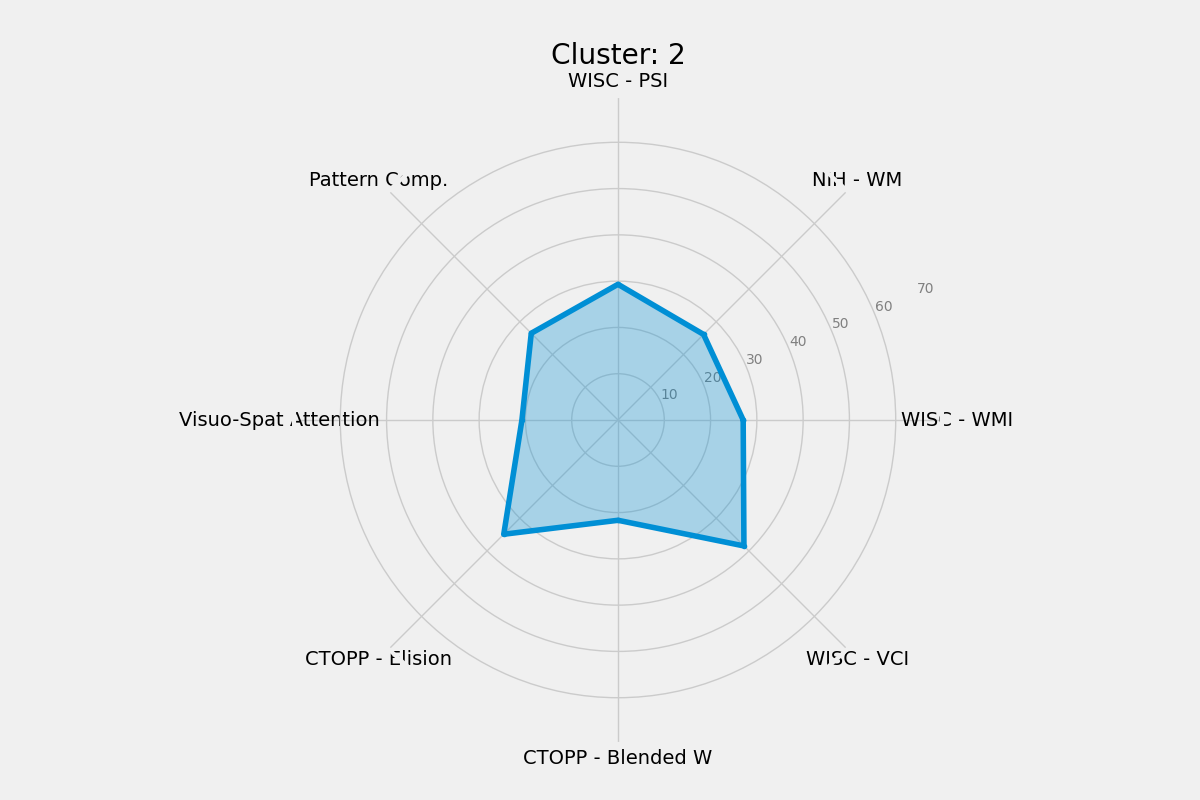 Cluster: 2
WISC - PSI
Pattern Comp.
NIH - WM
70
60
50
40
30
20
10
Visuo-Spat Attention
WISC - WMI
CTOPP - Elision
WISC - VCI
CTOPP - Blended W